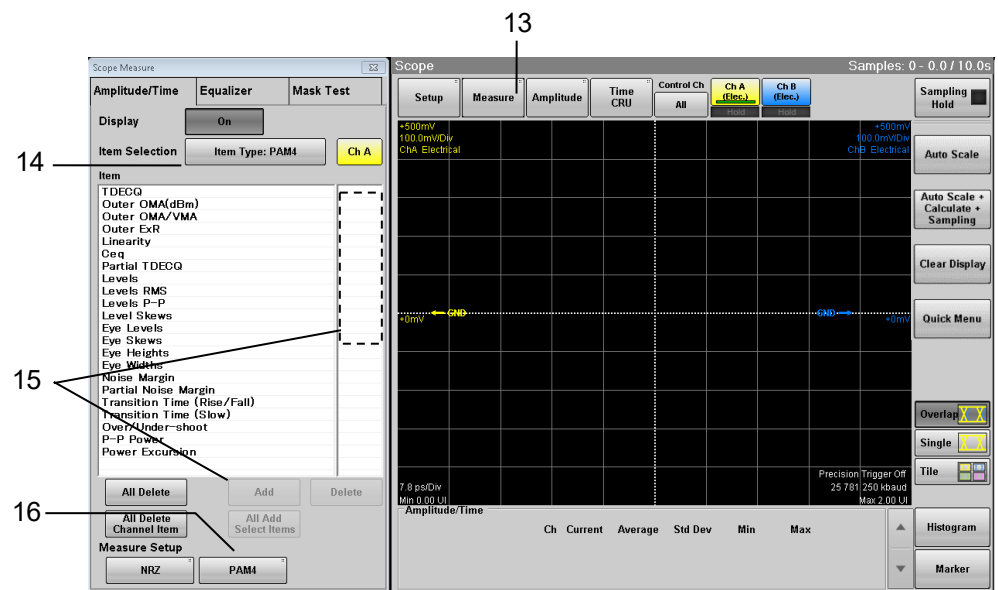 13
Scope Measure
Amplitude/Time Equalizer Mask Test
Display On
14
Item Selection Item Type: PAM4 Ch A
Item
TDECQ
Outer OMA(dBm)
Outer OMA/VMA
Outer ExR
Linearity
Ceq
Partial TDECQ
Levels
Levels RMS
Levels P-P
Level Skews
Eye Levels
Eye Skews
Eye Heights
Eye Widths
15
Noise Margin
Partial Noise Margin
Transition Time (Rise/Fall)
Transition Time (Slow)
Over/Under-shoot
P-P Power
Power Excursion
All Delete Add Delete
16
All Delete
Channel Item
All Add
Select Items
Measure Setup
NRZ PAM4
Scope Samples: 0 - 0.0 / 10.0s
Setup Measure Amplitude
Time
CRU
Control Ch
All
Ch A
(Elec.)
Hold
Ch B
(Elec.)
Hold
Sampling
Hold
+500mV
100.0mV/Div
ChA Electrical
+500mV
100.0mV/Div
ChB Electrical
Auto Scale
Auto Scale +
Calculate +
Sampling
Clear Display
+0mV GND GND +0mV
Quick Menu
Overlap
Single
Tile
7.8 ps/Div
Min 0.00 UI
Precision Trigger Off
25 781 250 kbaud
Max 2.00 UI
Amplitude/Time
Ch Current Average Std Dev Min Max
Histogram
Marker